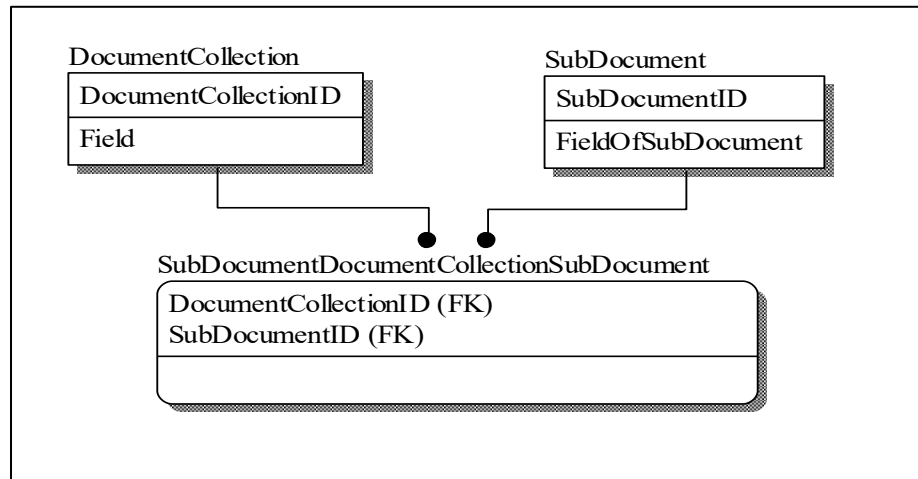 DocumentCollection
DocumentCollectionID
Field
SubDocument
SubDocumentID
FieldOfSubDocument
SubDocumentDocumentCollectionSubDocument
DocumentCollectionID (FK)
SubDocumentID (FK)